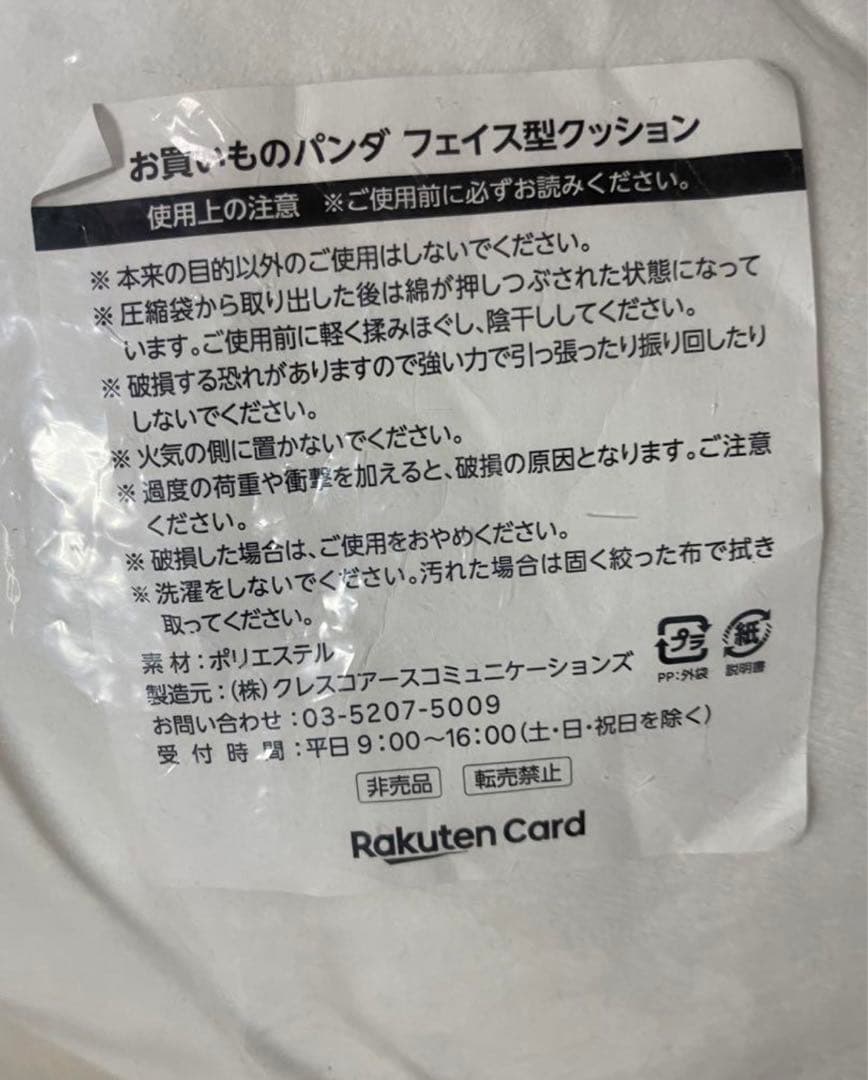 お買いものパンダ フェイス型クッション
使用上の注意 ※ご使用前に必ずお読みください。
※ 本来の目的以外のご使用はしないでください。
※ 圧縮袋から取り出した後は綿が押しつぶされた状態になって
います。ご使用前に軽く揉みほぐし、陰干ししてください。
※ 破損する恐れがありますので強い力で引っ張ったり振り回したり
しないでください。
※ 火気の側に置かないでください。
※ 過度の荷重や衝撃を加えると、破損の原因となります。ご注意
ください。
※ 破損した場合は、ご使用をおやめください。
※ 洗濯をしないでください。汚れた場合は固く絞った布で拭き
取ってください。
素材：ポリエステル
製造元：(株)クレスコアースコミュニケーションズ
お問い合わせ：03-5207-5009
受付時間：平日 9：00～16：00(土・日・祝日を除く)
プラ 紙
PP：外袋 説明書
非売品 転売禁止
Rakuten Card